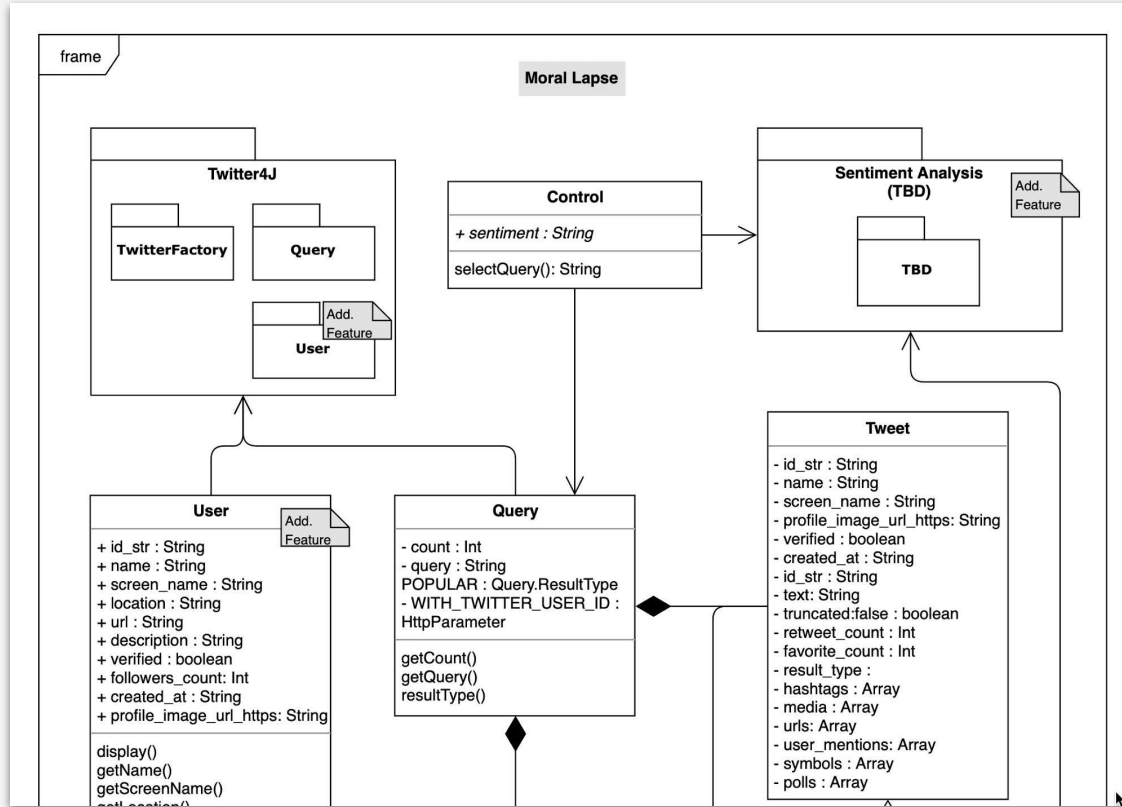 frame
Moral Lapse
Twitter4J
TwitterFactory
Query
Add.
Feature
User
Control
+ sentiment : String
selectQuery(): String
Sentiment Analysis
(TBD)
Add.
Feature
TBD
User
Add.
Feature
+ id_str : String
+ name : String
+ screen_name : String
+ location : String
+ url : String
+ description : String
+ verified : boolean
+ followers_count: Int
+ created_at : String
+ profile_image_url_https: String
display()
getName()
getScreenName()
getLocation()
Query
- count : Int
- query : String
POPULAR : Query.ResultType
- WITH_TWITTER_USER_ID :
HttpParameter
getCount()
getQuery()
resultType()
Tweet
- id_str : String
- name : String
- screen_name : String
- profile_image_url_https: String
- verified : boolean
- created_at : String
- id_str : String
- text: String
- truncated:false : boolean
- retweet_count : Int
- favorite_count : Int
- result_type :
- hashtags : Array
- media : Array
- urls: Array
- user_mentions: Array
- symbols : Array
- polls : Array